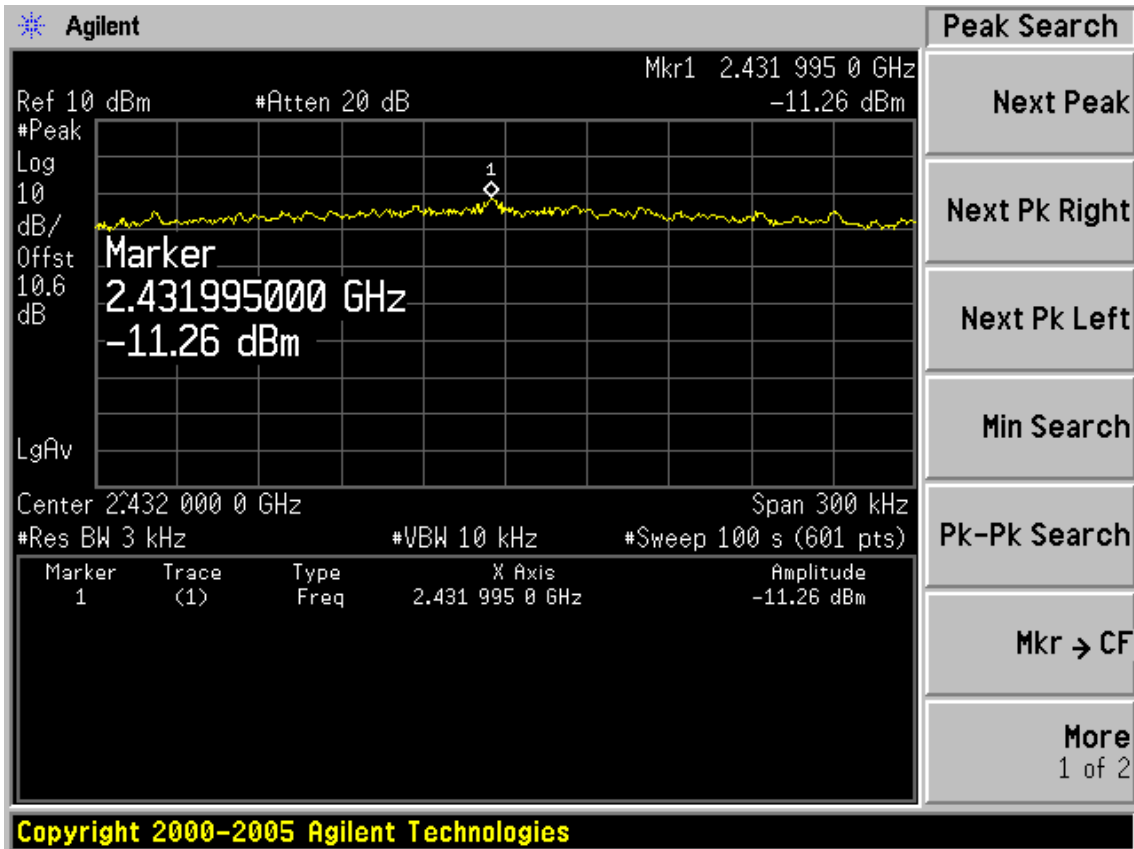 Agilent
Peak Search
Mkr1 2.431 995 0 GHz
Ref 10 dBm #Atten 20 dB -11.26 dBm
#Peak
Log
10
dB/
Offst
10.6
dB
LgAv
1
Marker
2.431995000 GHz
-11.26 dBm
Center 2.432 000 0 GHz Span 300 kHz
#Res BW 3 kHz #VBW 10 kHz #Sweep 100 s (601 pts)
Marker Trace Type X Axis Amplitude
1 (1) Freq 2.431 995 0 GHz -11.26 dBm
Next Peak
Next Pk Right
Next Pk Left
Min Search
Pk-Pk Search
Mkr → CF
More
1 of 2
Copyright 2000-2005 Agilent Technologies